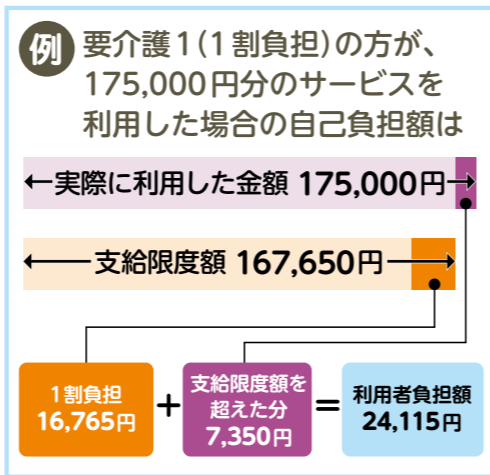 例 要介護1(1割負担)の方が、
175,000円分のサービスを
利用した場合の自己負担額は
実際に利用した金額 175,000円
支給限度額 167,650円
1割負担
16,765円
+
支給限度額を
超えた分
7,350円
=
利用者負担額
24,115円